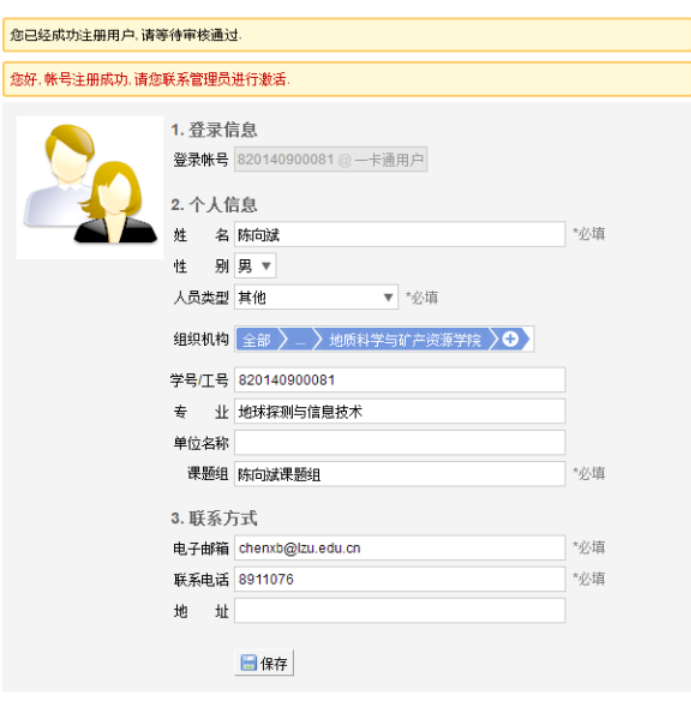 您已经成功注册用户, 请等待审核通过.
您好, 帐号注册成功, 请您联系管理员进行激活.
1. 登录信息
登录帐号 820140900081 @ 一卡通用户
2. 个人信息
姓 名 陈向斌 *必填
性 别 男
人员类型 其他 *必填
组织机构 全部 ... 地质科学与矿产资源学院
学号/工号 820140900081
专 业 地球探测与信息技术
单位名称
课题组 陈向斌课题组 *必填
3. 联系方式
电子邮箱 chenxb@lzu.edu.cn *必填
联系电话 8911076 *必填
地 址
保存